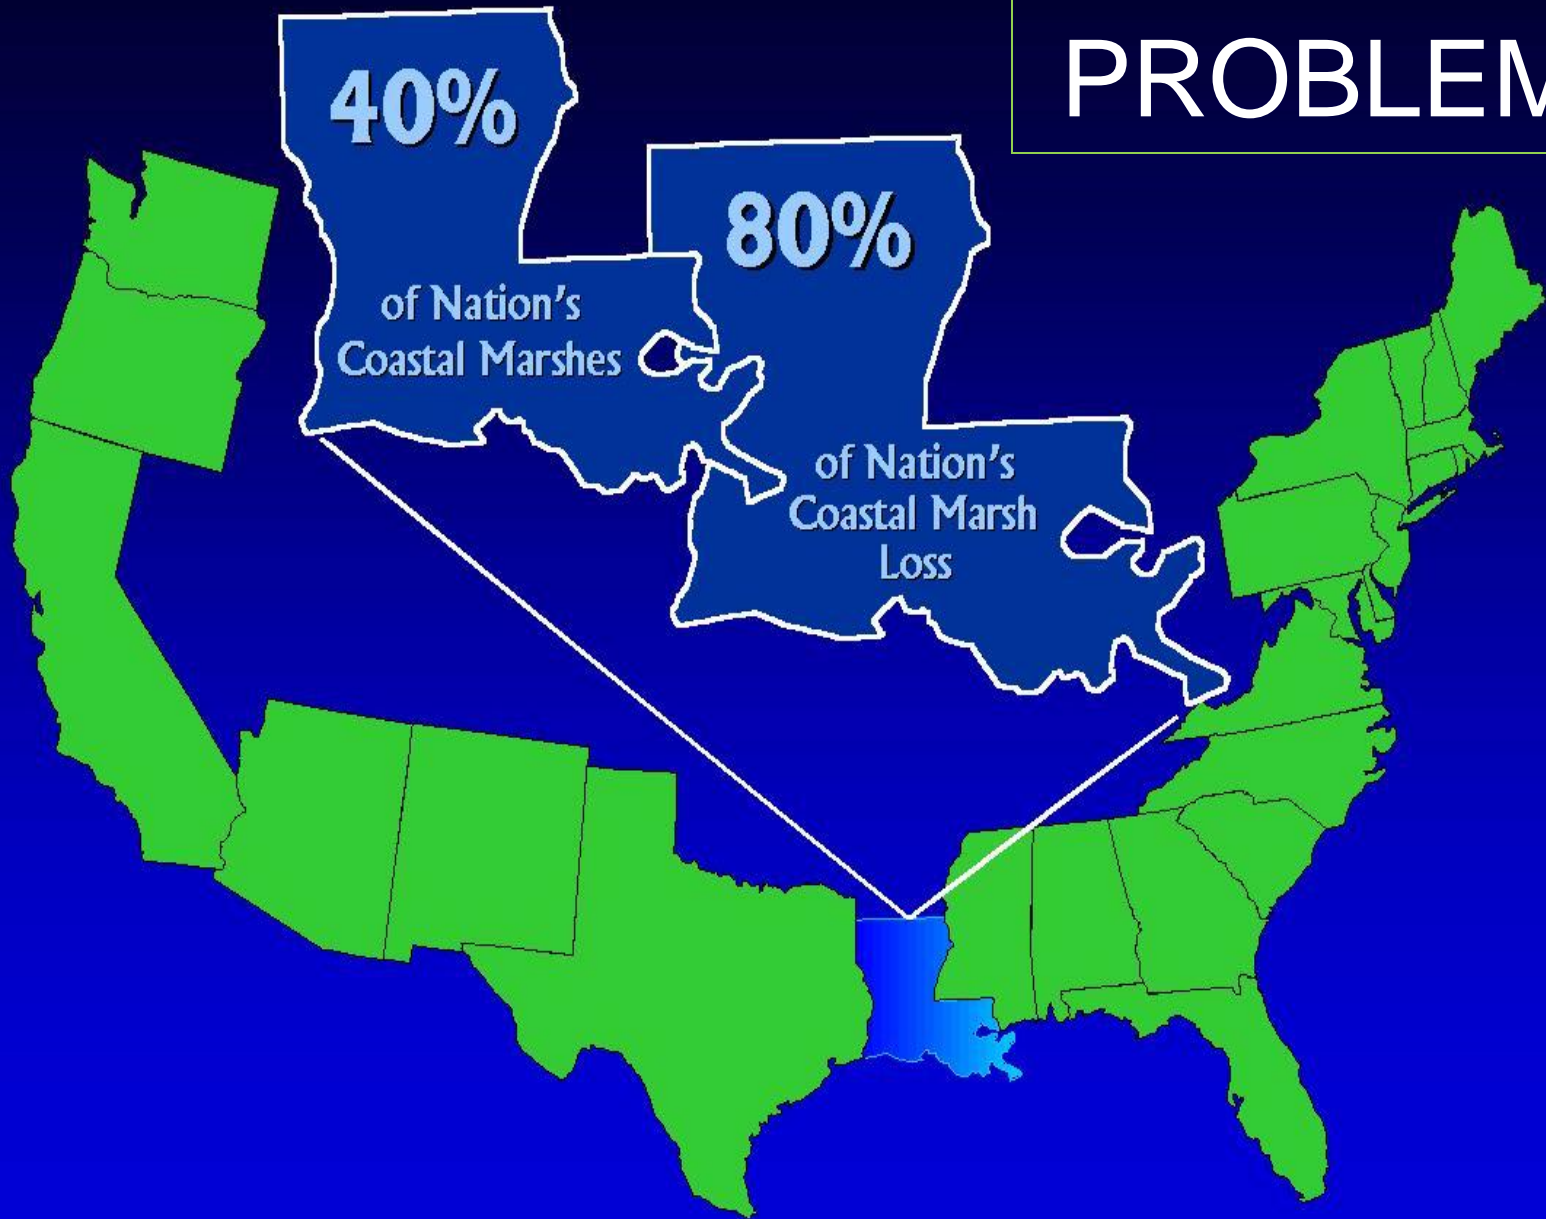 PROBLEM
40%
of Nation's
Coastal Marshes
80%
of Nation's
Coastal Marsh
Loss